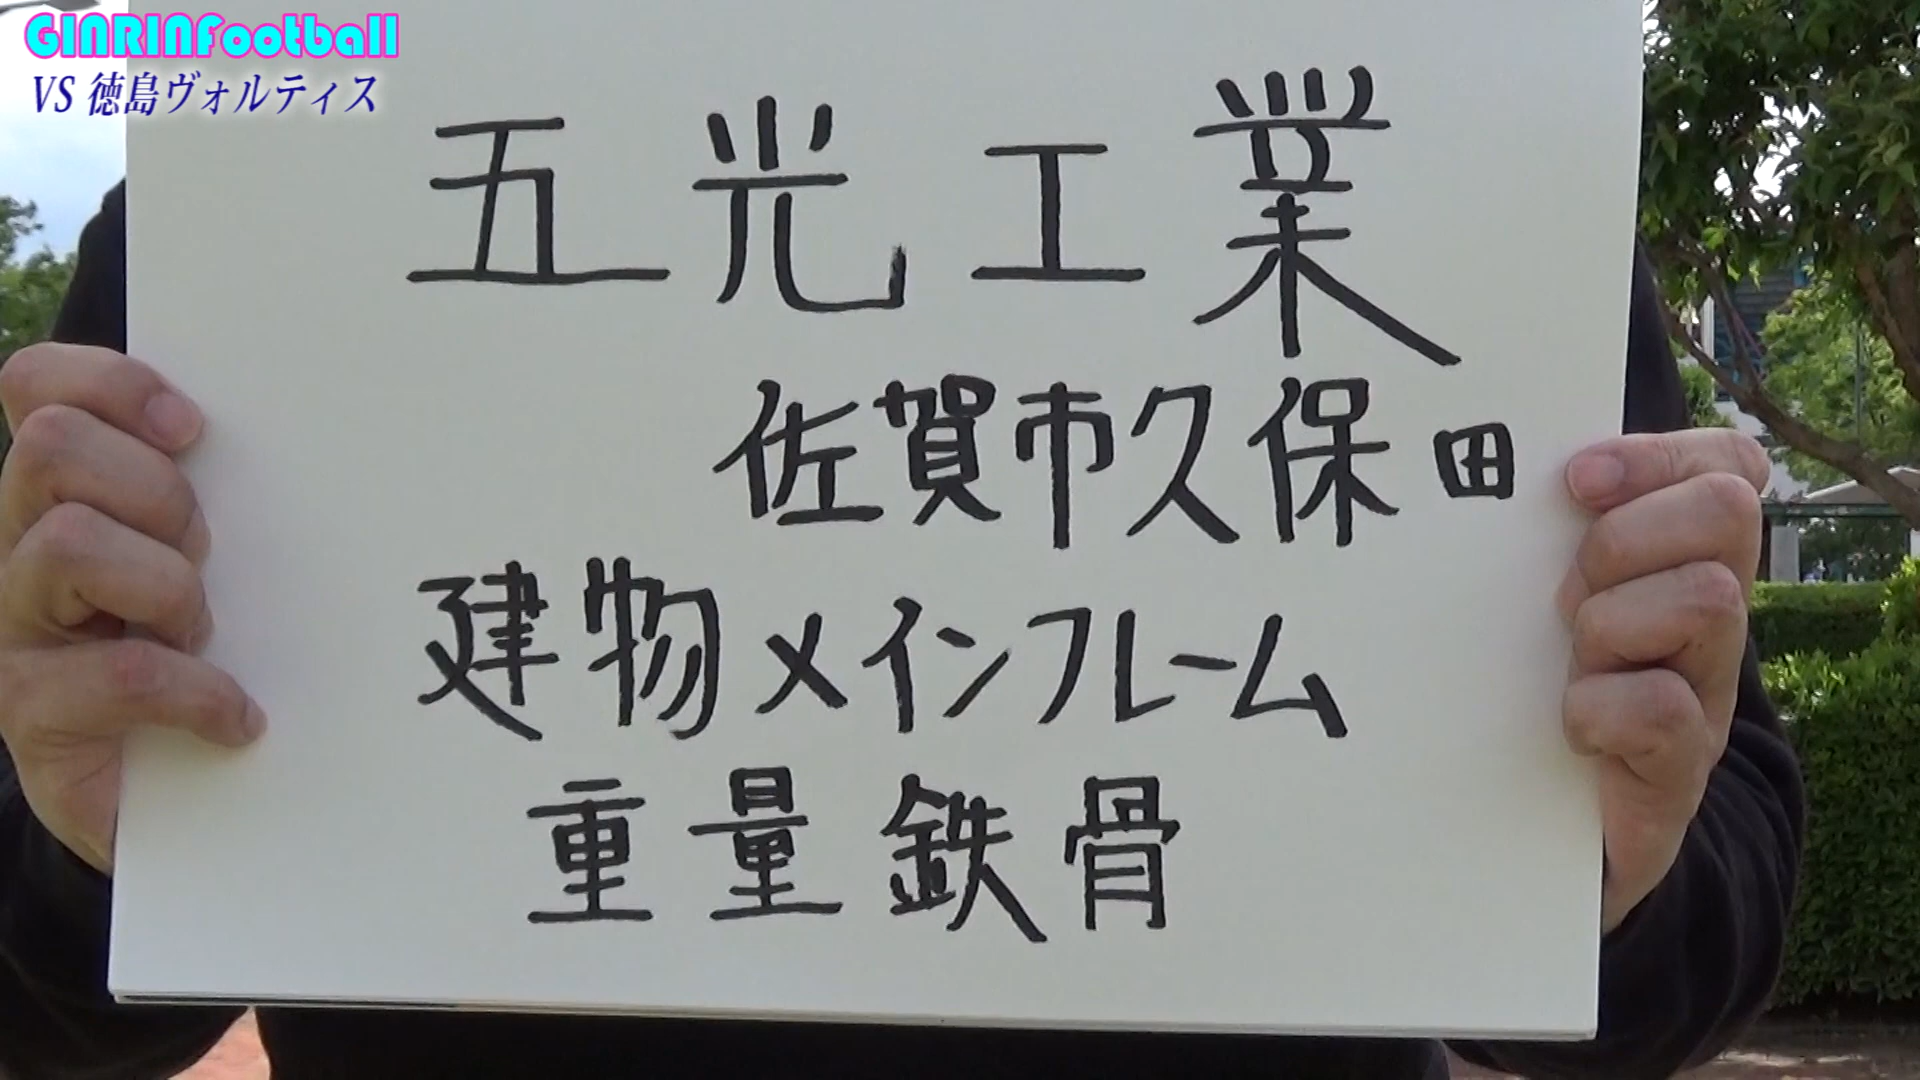 GINRINFootball
VS 徳島ヴォルティス
五光工業
佐賀市久保田
建物メインフレーム
重量鉄骨